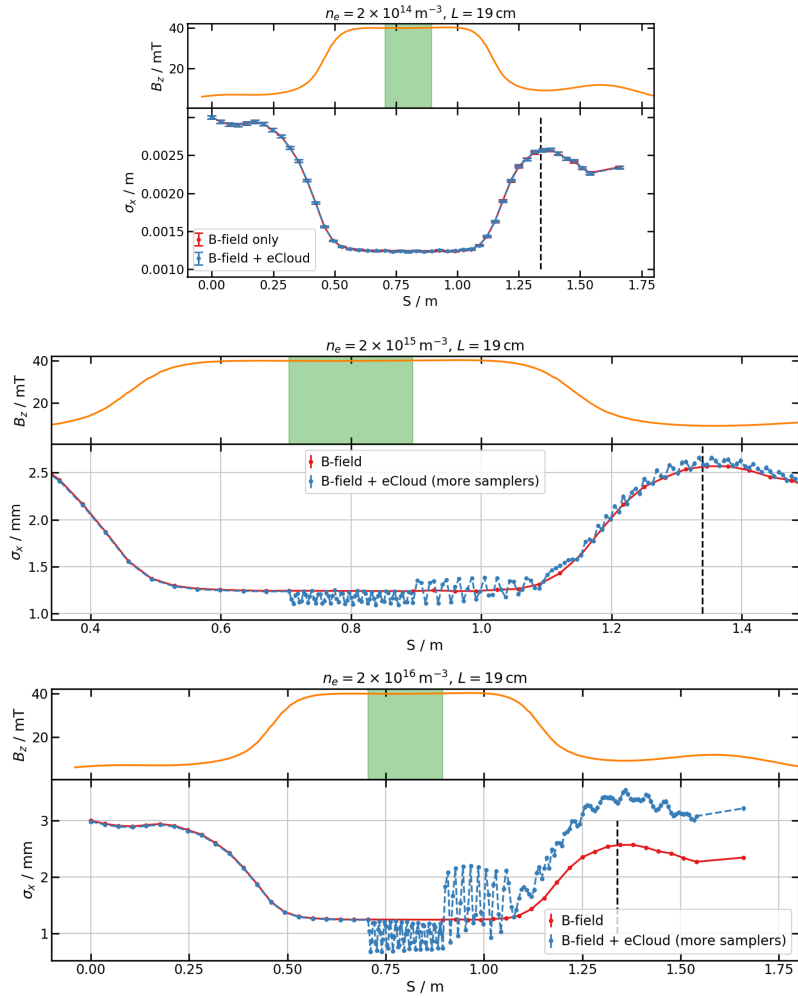 n_e = 2 × 10^14 m^−3, L = 19 cm
40
20
B_z / mT
0.0025
0.0020
0.0015
0.0010
σ_x / m
B-field only
B-field + eCloud
0.00 0.25 0.50 0.75 1.00 1.25 1.50 1.75
S / m
n_e = 2 × 10^15 m^−3, L = 19 cm
40
20
B_z / mT
2.5
2.0
1.5
1.0
σ_x / mm
B-field
B-field + eCloud (more samplers)
0.4 0.6 0.8 1.0 1.2 1.4
S / m
n_e = 2 × 10^16 m^−3, L = 19 cm
40
20
B_z / mT
3
2
1
σ_x / mm
B-field
B-field + eCloud (more samplers)
0.00 0.25 0.50 0.75 1.00 1.25 1.50 1.75
S / m